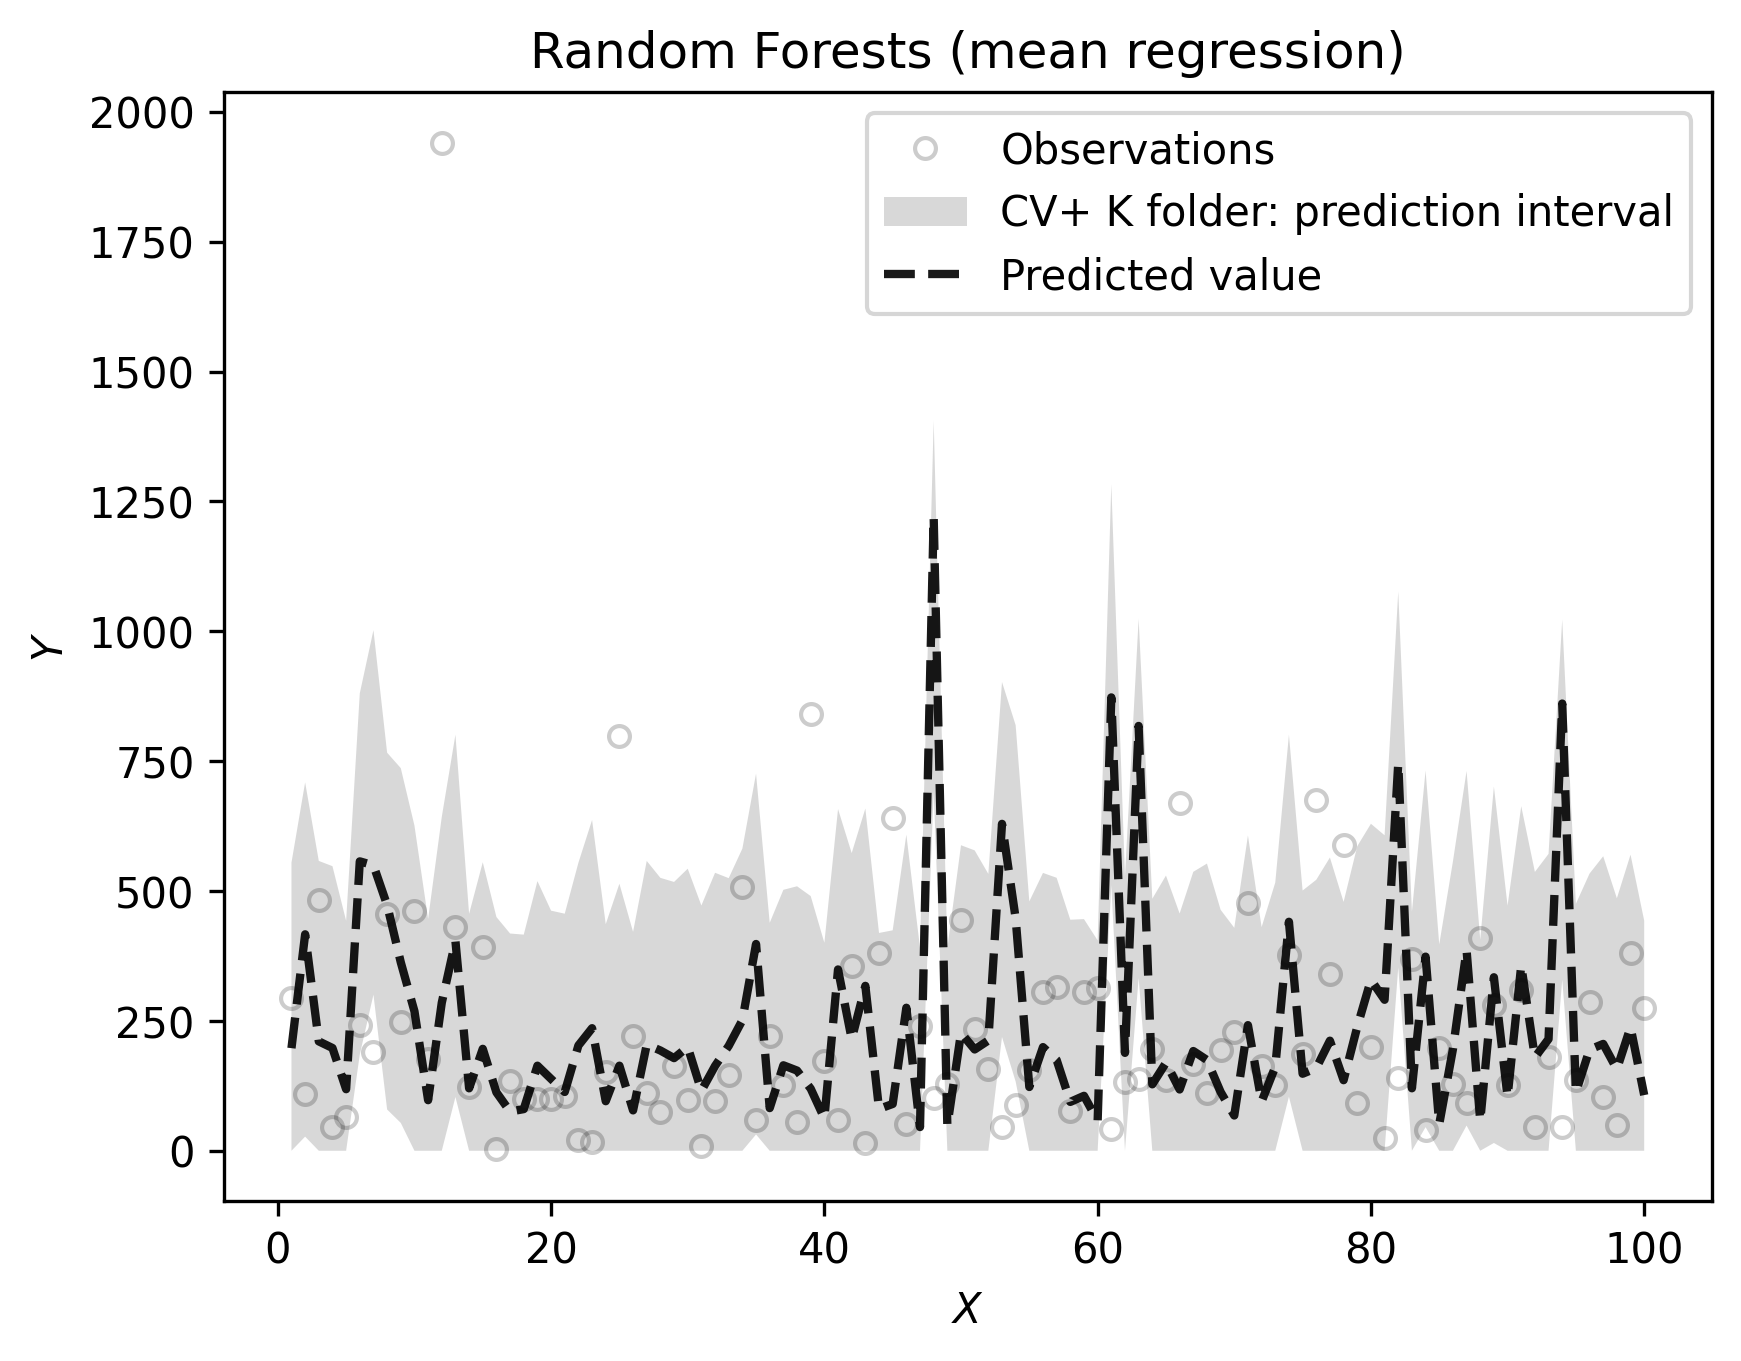 Random Forests (mean regression)
2000
1750
1500
1250
1000
750
500
250
0
Y
Observations
CV+ K folder: prediction interval
Predicted value
0 20 40 60 80 100
X